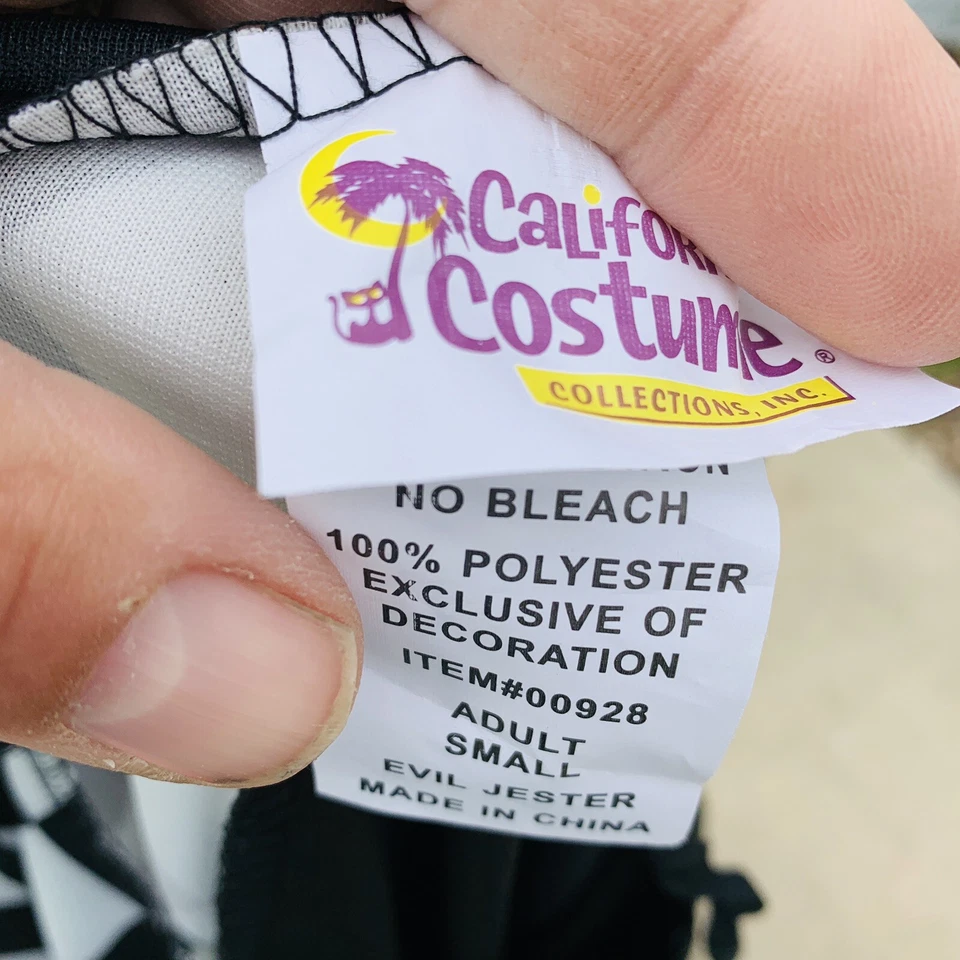 California
Costume ®
COLLECTIONS, INC.
NO BLEACH
100% POLYESTER
EXCLUSIVE OF
DECORATION
ITEM#00928
ADULT
SMALL
EVIL JESTER
MADE IN CHINA